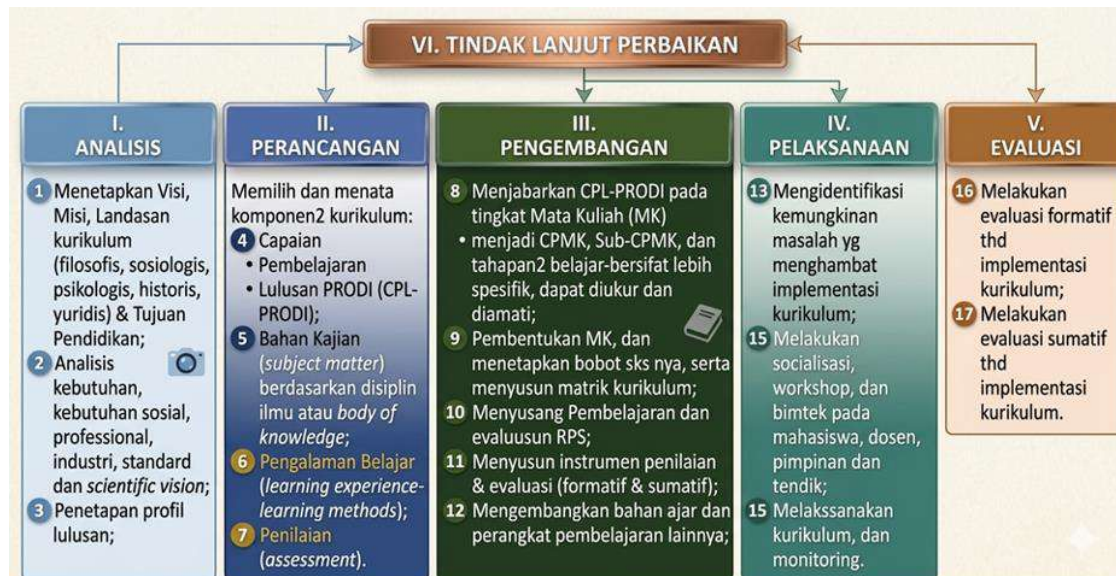 VI. TINDAK LANJUT PERBAIKAN
I.
ANALISIS
1 Menetapkan Visi,
Misi, Landasan
kurikulum
(filosofis, sosiologis,
psikologis, historis,
yuridis) & Tujuan
Pendidikan;
2 Analisis
kebutuhan,
kebutuhan sosial,
professional,
industri, standard
dan scientific vision;
3 Penetapan profil
lulusan;
II.
PERANCANGAN
Memilih dan menata
komponen2 kurikulum:
4 Capaian
• Pembelajaran
• Lulusan PRODI (CPL-
PRODI);
5 Bahan Kajian
(subject matter)
berdasarkan disiplin
ilmu atau body of
knowledge;
6 Pengalaman Belajar
(learning experience-
learning methods);
7 Penilaian
(assessment).
III.
PENGEMBANGAN
8 Menjabarkan CPL-PRODI pada
tingkat Mata Kuliah (MK)
• menjadi CPMK, Sub-CPMK, dan
tahapan2 belajar-bersifat lebih
spesifik, dapat diukur dan
diamati;
9 Pembentukan MK, dan
menetapkan bobot sks nya, serta
menyusun matrik kurikulum;
10 Menyusang Pembelajaran dan
evaluusun RPS;
11 Menyusun instrumen penilaian
& evaluasi (formatif & sumatif);
12 Mengembangkan bahan ajar dan
perangkat pembelajaran lainnya;
IV.
PELAKSANAAN
13 Mengidentifikasi
kemungkinan
masalah yg
menghambat
implementasi
kurikulum;
15 Melakukan
socialisasi,
workshop, dan
bimtek pada
mahasiswa, dosen,
pimpinan dan
tendik;
15 Melakssanakan
kurikulum, dan
monitoring.
V.
EVALUASI
16 Melakukan
evaluasi formatif
thd
implementasi
kurikulum;
17 Melakukan
evaluasi sumatif
thd
implementasi
kurikulum.